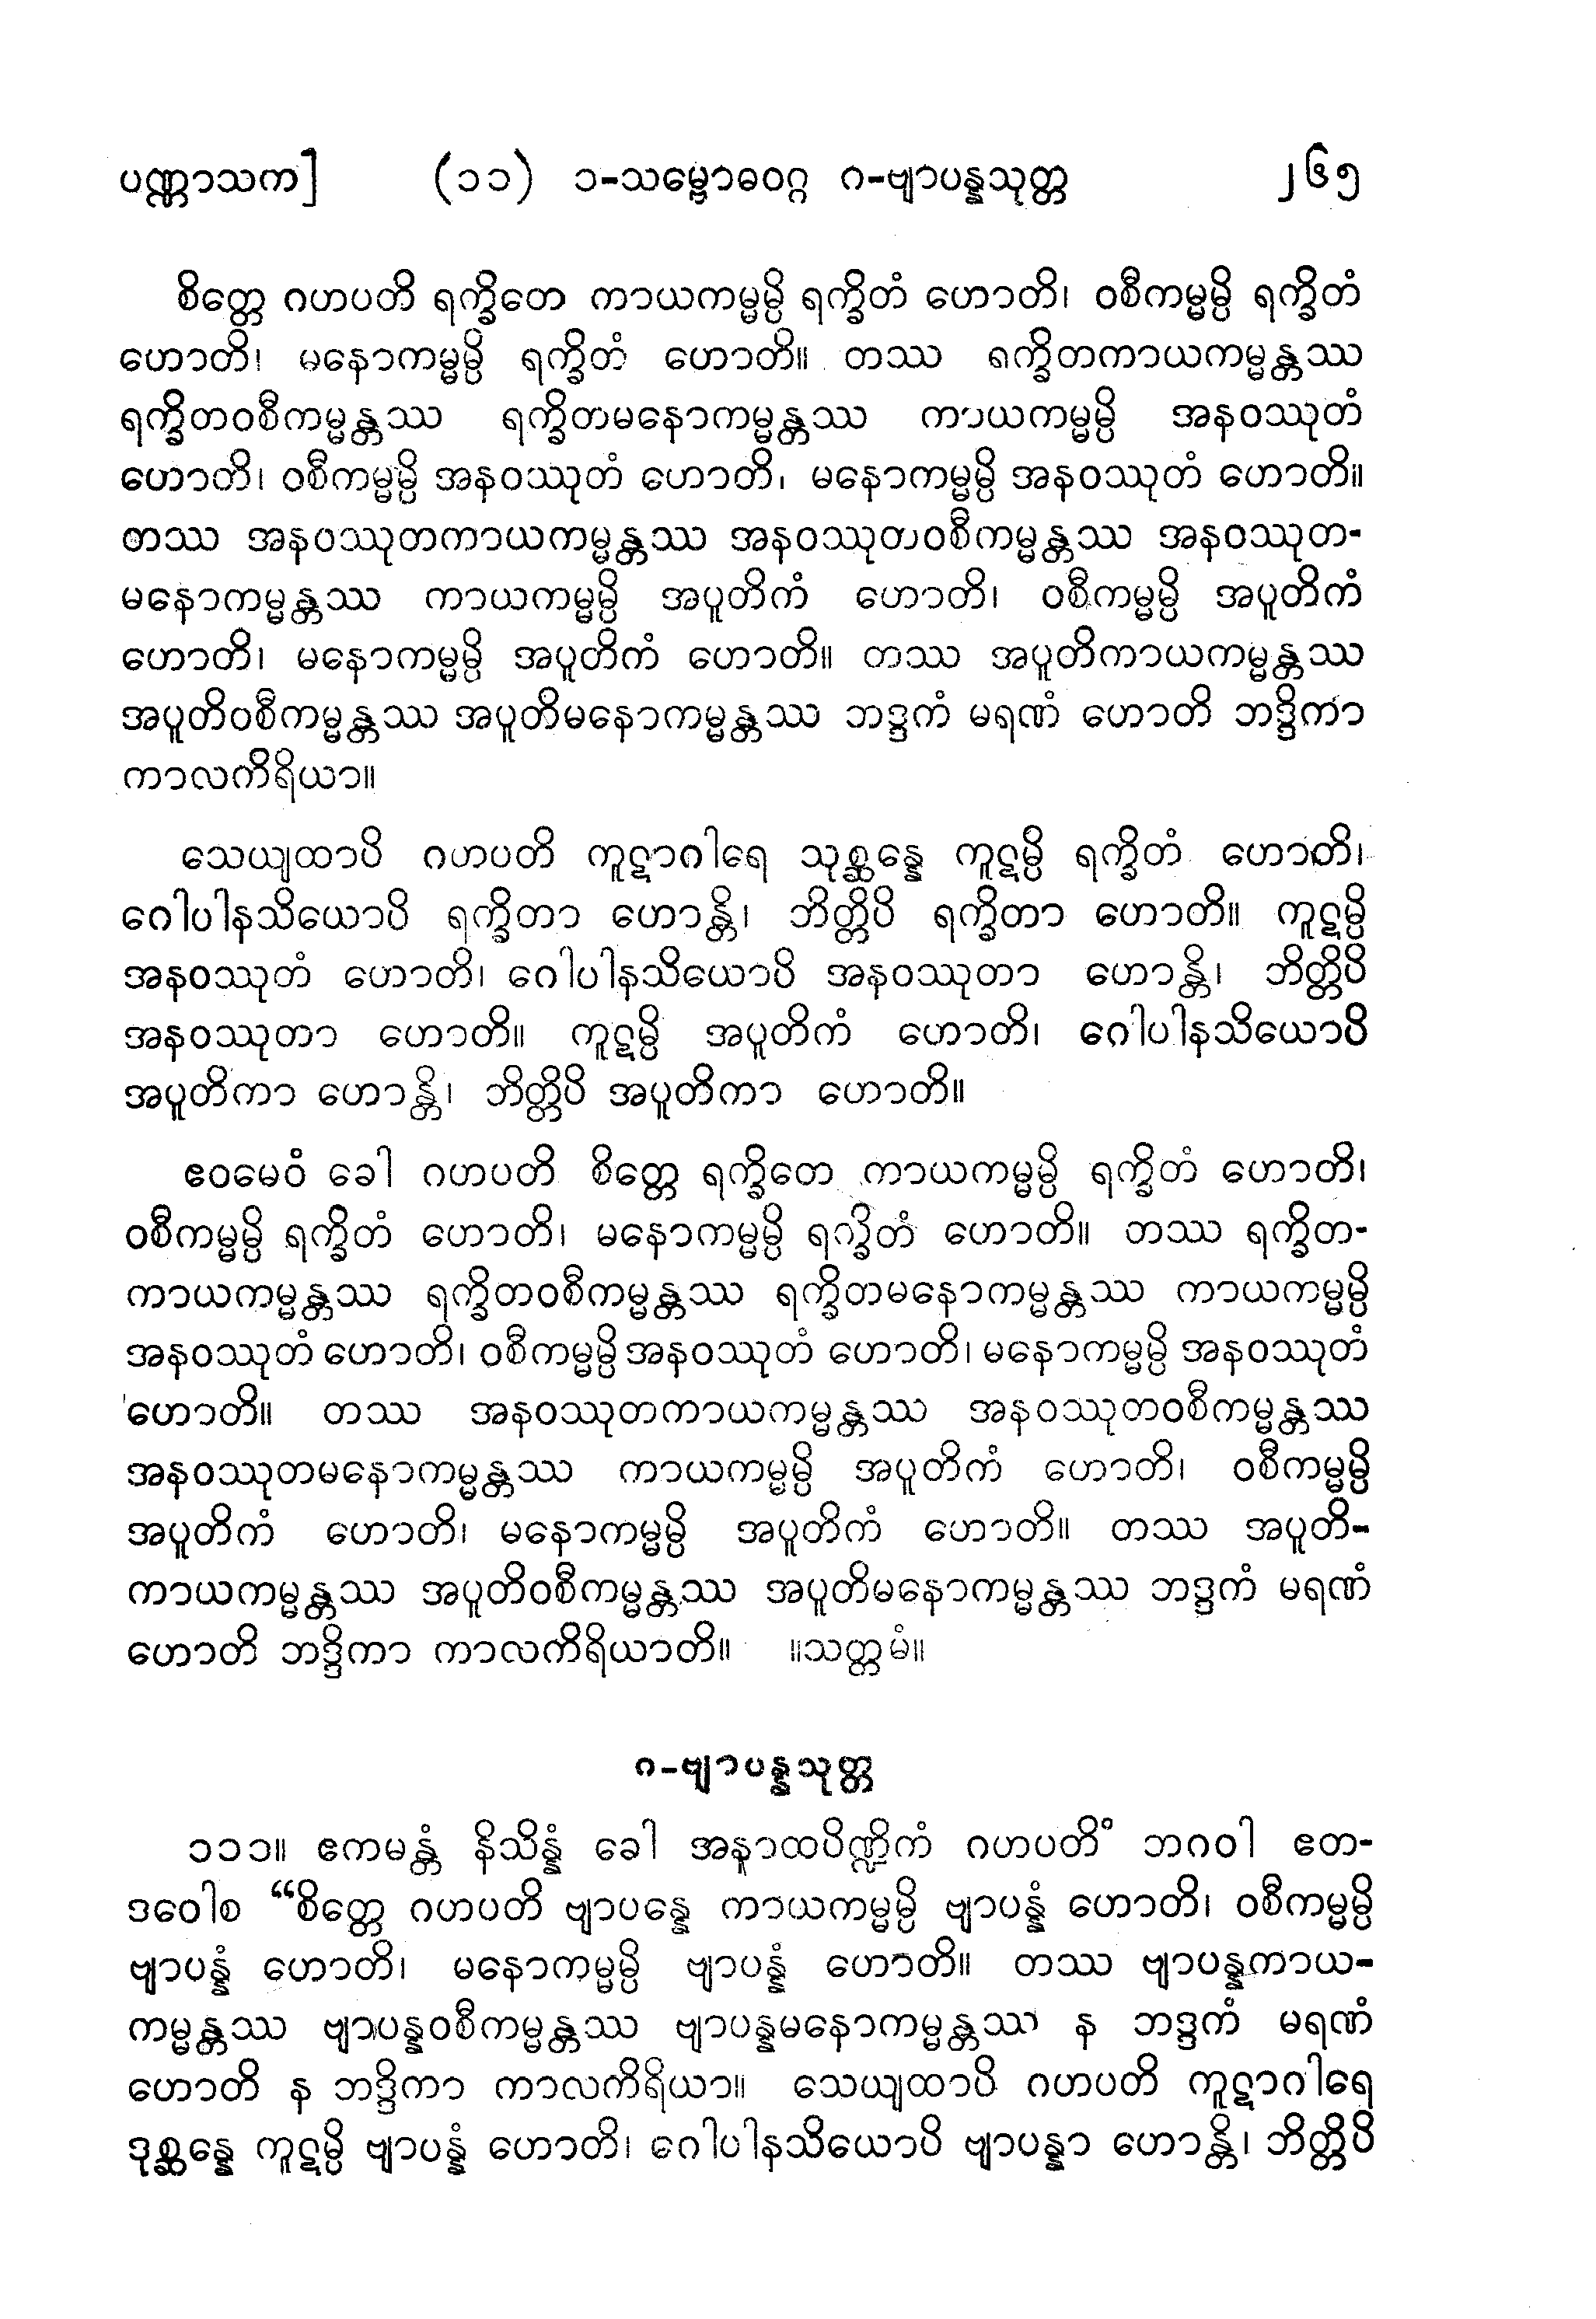 ပဏ္ဏာသက] (၁၁) ၁-သမ္ဗောဓဝဂ္ဂ ဂ-ဗျာပန္နသုတ္တ ၂၆၅
စိတ္တေ ဂဟပတိ ရက္ခိတေ ကာယကမ္မမ္ပိ ရက္ခိတံ ဟောတိ၊ ဝစီကမ္မမ္ပိ ရက္ခိတံ
ဟောတိ၊ မနောကမ္မမ္ပိ ရက္ခိတံ ဟောတိ။ တဿ ရက္ခိတကာယကမ္မန္တဿ
ရက္ခိတဝစီကမ္မန္တဿ ရက္ခိတမနောကမ္မန္တဿ ကာယကမ္မမ္ပိ အနဝဿုတံ
ဟောတိ၊ ဝစီကမ္မမ္ပိ အနဝဿုတံ ဟောတိ၊ မနောကမ္မမ္ပိ အနဝဿုတံ ဟောတိ။
တဿ အနဝဿုတကာယကမ္မန္တဿ အနဝဿုတဝစီကမ္မန္တဿ အနဝဿုတ-
မနောကမ္မန္တဿ ကာယကမ္မမ္ပိ အပူတိကံ ဟောတိ၊ ဝစီကမ္မမ္ပိ အပူတိကံ
ဟောတိ၊ မနောကမ္မမ္ပိ အပူတိကံ ဟောတိ။ တဿ အပူတိကာယကမ္မန္တဿ
အပူတိဝစီကမ္မန္တဿ အပူတိမနောကမ္မန္တဿ ဘဒ္ဒကံ မရဏံ ဟောတိ ဘဒ္ဒိကာ
ကာလကိရိယာ။
သေယျထာပိ ဂဟပတိ ကူဋာဂါရေ သုစ္ဆန္နေ ကူဋမ္ပိ ရက္ခိတံ ဟောတိ၊
ဂေါပါနသိယောပိ ရက္ခိတာ ဟောန္တိ၊ ဘိတ္တိပိ ရက္ခိတာ ဟောတိ။ ကူဋမ္ပိ
အနဝဿုတံ ဟောတိ၊ ဂေါပါနသိယောပိ အနဝဿုတာ ဟောန္တိ၊ ဘိတ္တိပိ
အနဝဿုတာ ဟောတိ။ ကူဋမ္ပိ အပူတိကံ ဟောတိ၊ ဂေါပါနသိယောပိ
အပူတိကာ ဟောန္တိ၊ ဘိတ္တိပိ အပူတိကာ ဟောတိ။
ဧဝမေဝံ ခေါ ဂဟပတိ စိတ္တေ ရက္ခိတေ ကာယကမ္မမ္ပိ ရက္ခိတံ ဟောတိ၊
ဝစီကမ္မမ္ပိ ရက္ခိတံ ဟောတိ၊ မနောကမ္မမ္ပိ ရက္ခိတံ ဟောတိ။ တဿ ရက္ခိတ-
ကာယကမ္မန္တဿ ရက္ခိတဝစီကမ္မန္တဿ ရက္ခိတမနောကမ္မန္တဿ ကာယကမ္မမ္ပိ
အနဝဿုတံ ဟောတိ၊ ဝစီကမ္မမ္ပိ အနဝဿုတံ ဟောတိ၊ မနောကမ္မမ္ပိ အနဝဿုတံ
ဟောတိ။ တဿ အနဝဿုတကာယကမ္မန္တဿ အနဝဿုတဝစီကမ္မန္တဿ
အနဝဿုတမနောကမ္မန္တဿ ကာယကမ္မမ္ပိ အပူတိကံ ဟောတိ၊ ဝစီကမ္မမ္ပိ
အပူတိကံ ဟောတိ၊ မနောကမ္မမ္ပိ အပူတိကံ ဟောတိ။ တဿ အပူတိ-
ကာယကမ္မန္တဿ အပူတိဝစီကမ္မန္တဿ အပူတိမနောကမ္မန္တဿ ဘဒ္ဒကံ မရဏံ
ဟောတိ ဘဒ္ဒိကာ ကာလကိရိယာတိ။ ။သတ္တမံ။
ဂ-ဗျာပန္နသုတ္တ
၁၁၁။ ဧကမန္တံ နိသိန္နံ ခေါ အနာထပိဏ္ဍိကံ ဂဟပတိံ ဘဂဝါ ဧတ-
ဒဝေါစ “စိတ္တေ ဂဟပတိ ဗျာပန္နေ ကာယကမ္မမ္ပိ ဗျာပန္နံ ဟောတိ၊ ဝစီကမ္မမ္ပိ
ဗျာပန္နံ ဟောတိ၊ မနောကမ္မမ္ပိ ဗျာပန္နံ ဟောတိ။ တဿ ဗျာပန္နကာယ-
ကမ္မန္တဿ ဗျာပန္နဝစီကမ္မန္တဿ ဗျာပန္နမနောကမ္မန္တဿ န ဘဒ္ဒကံ မရဏံ
ဟောတိ န ဘဒ္ဒိကာ ကာလကိရိယာ။ သေယျထာပိ ဂဟပတိ ကူဋာဂါရေ
ဒုစ္ဆန္နေ ကူဋမ္ပိ ဗျာပန္နံ ဟောတိ၊ ဂေါပါနသိယောပိ ဗျာပန္နာ ဟောန္တိ၊ ဘိတ္တိပိ